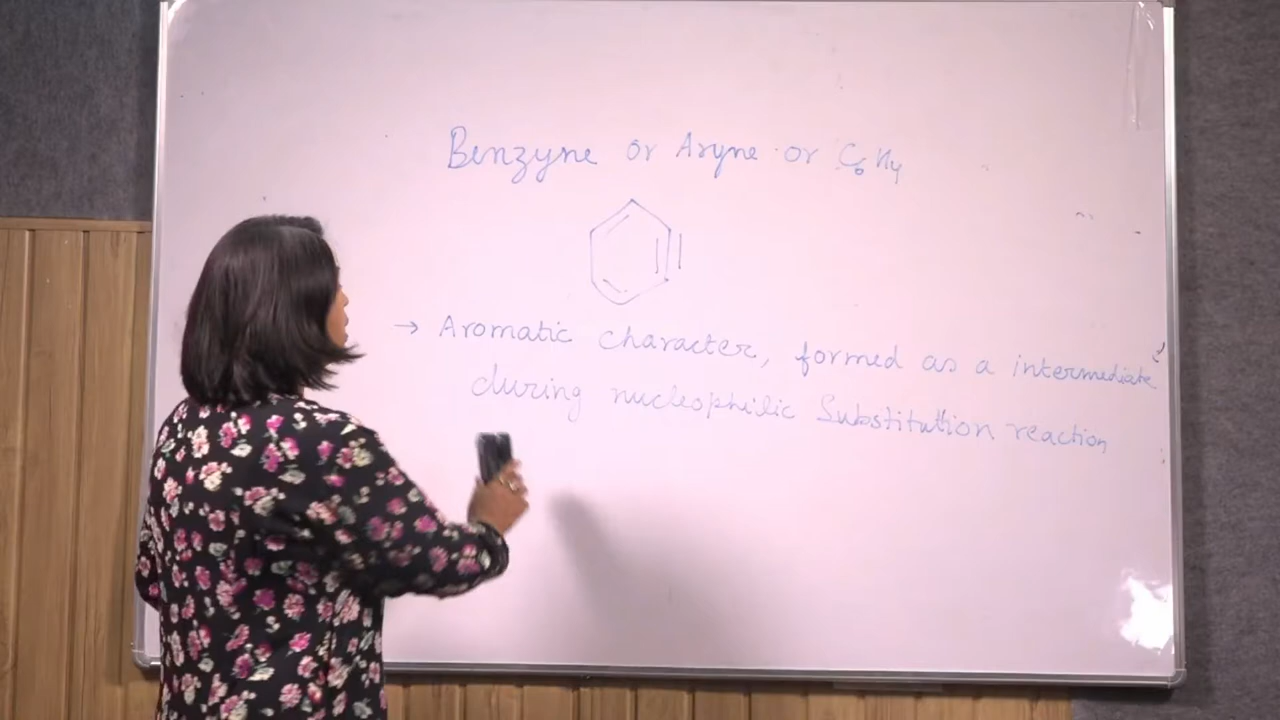 Benzyne or Aryne or C₆H₄
→ Aromatic character, formed as a intermediate
during nucleophilic Substitution reaction